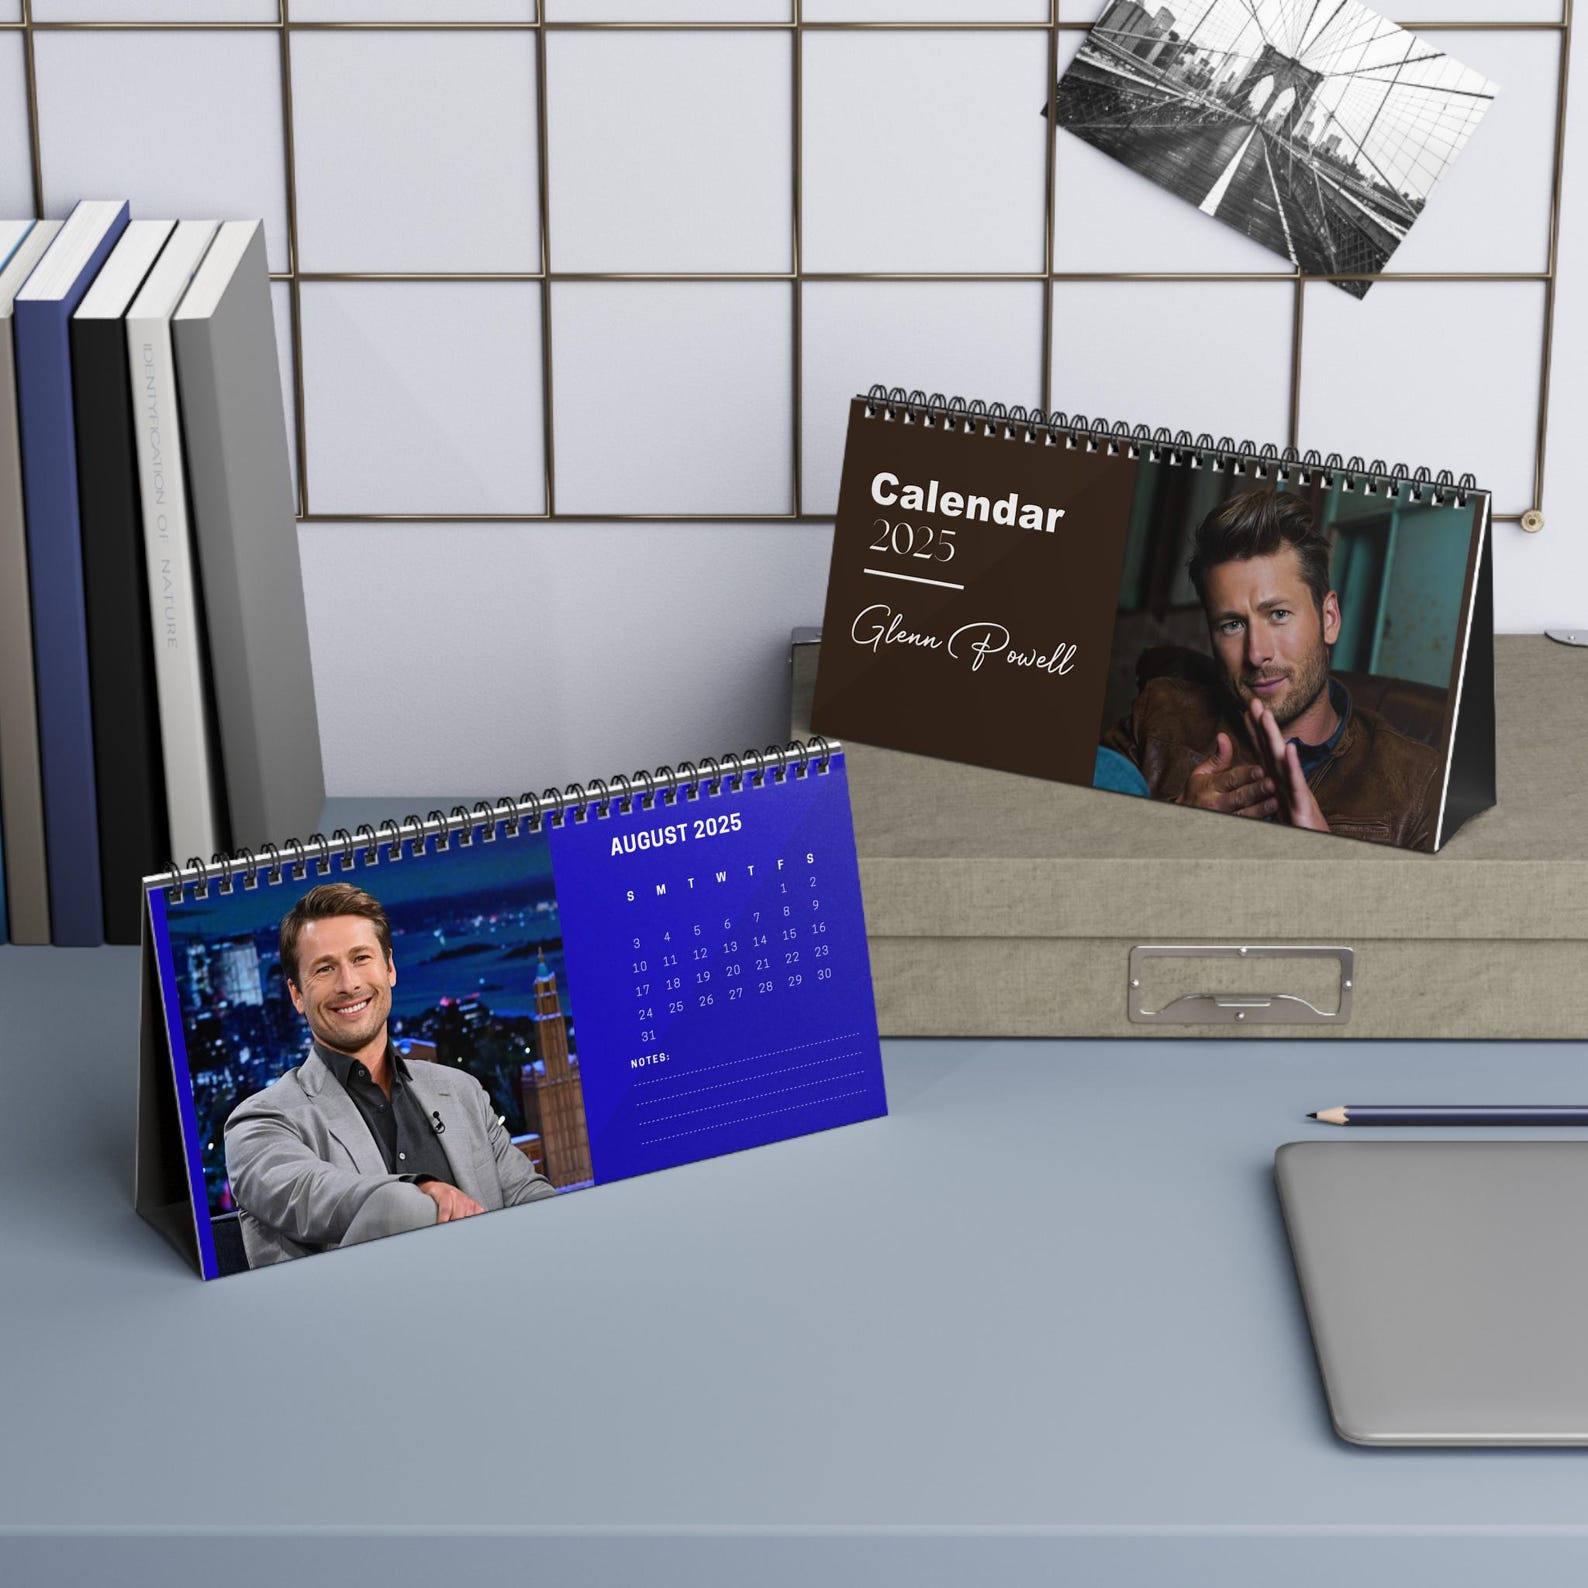 IDENTYFICATION OF NATURE
Calendar
2025
Glenn Powell
AUGUST 2025
S M T W T F S
1 2
3 4 5 6 7 8 9
10 11 12 13 14 15 16
17 18 19 20 21 22 23
24 25 26 27 28 29 30
31
NOTES: